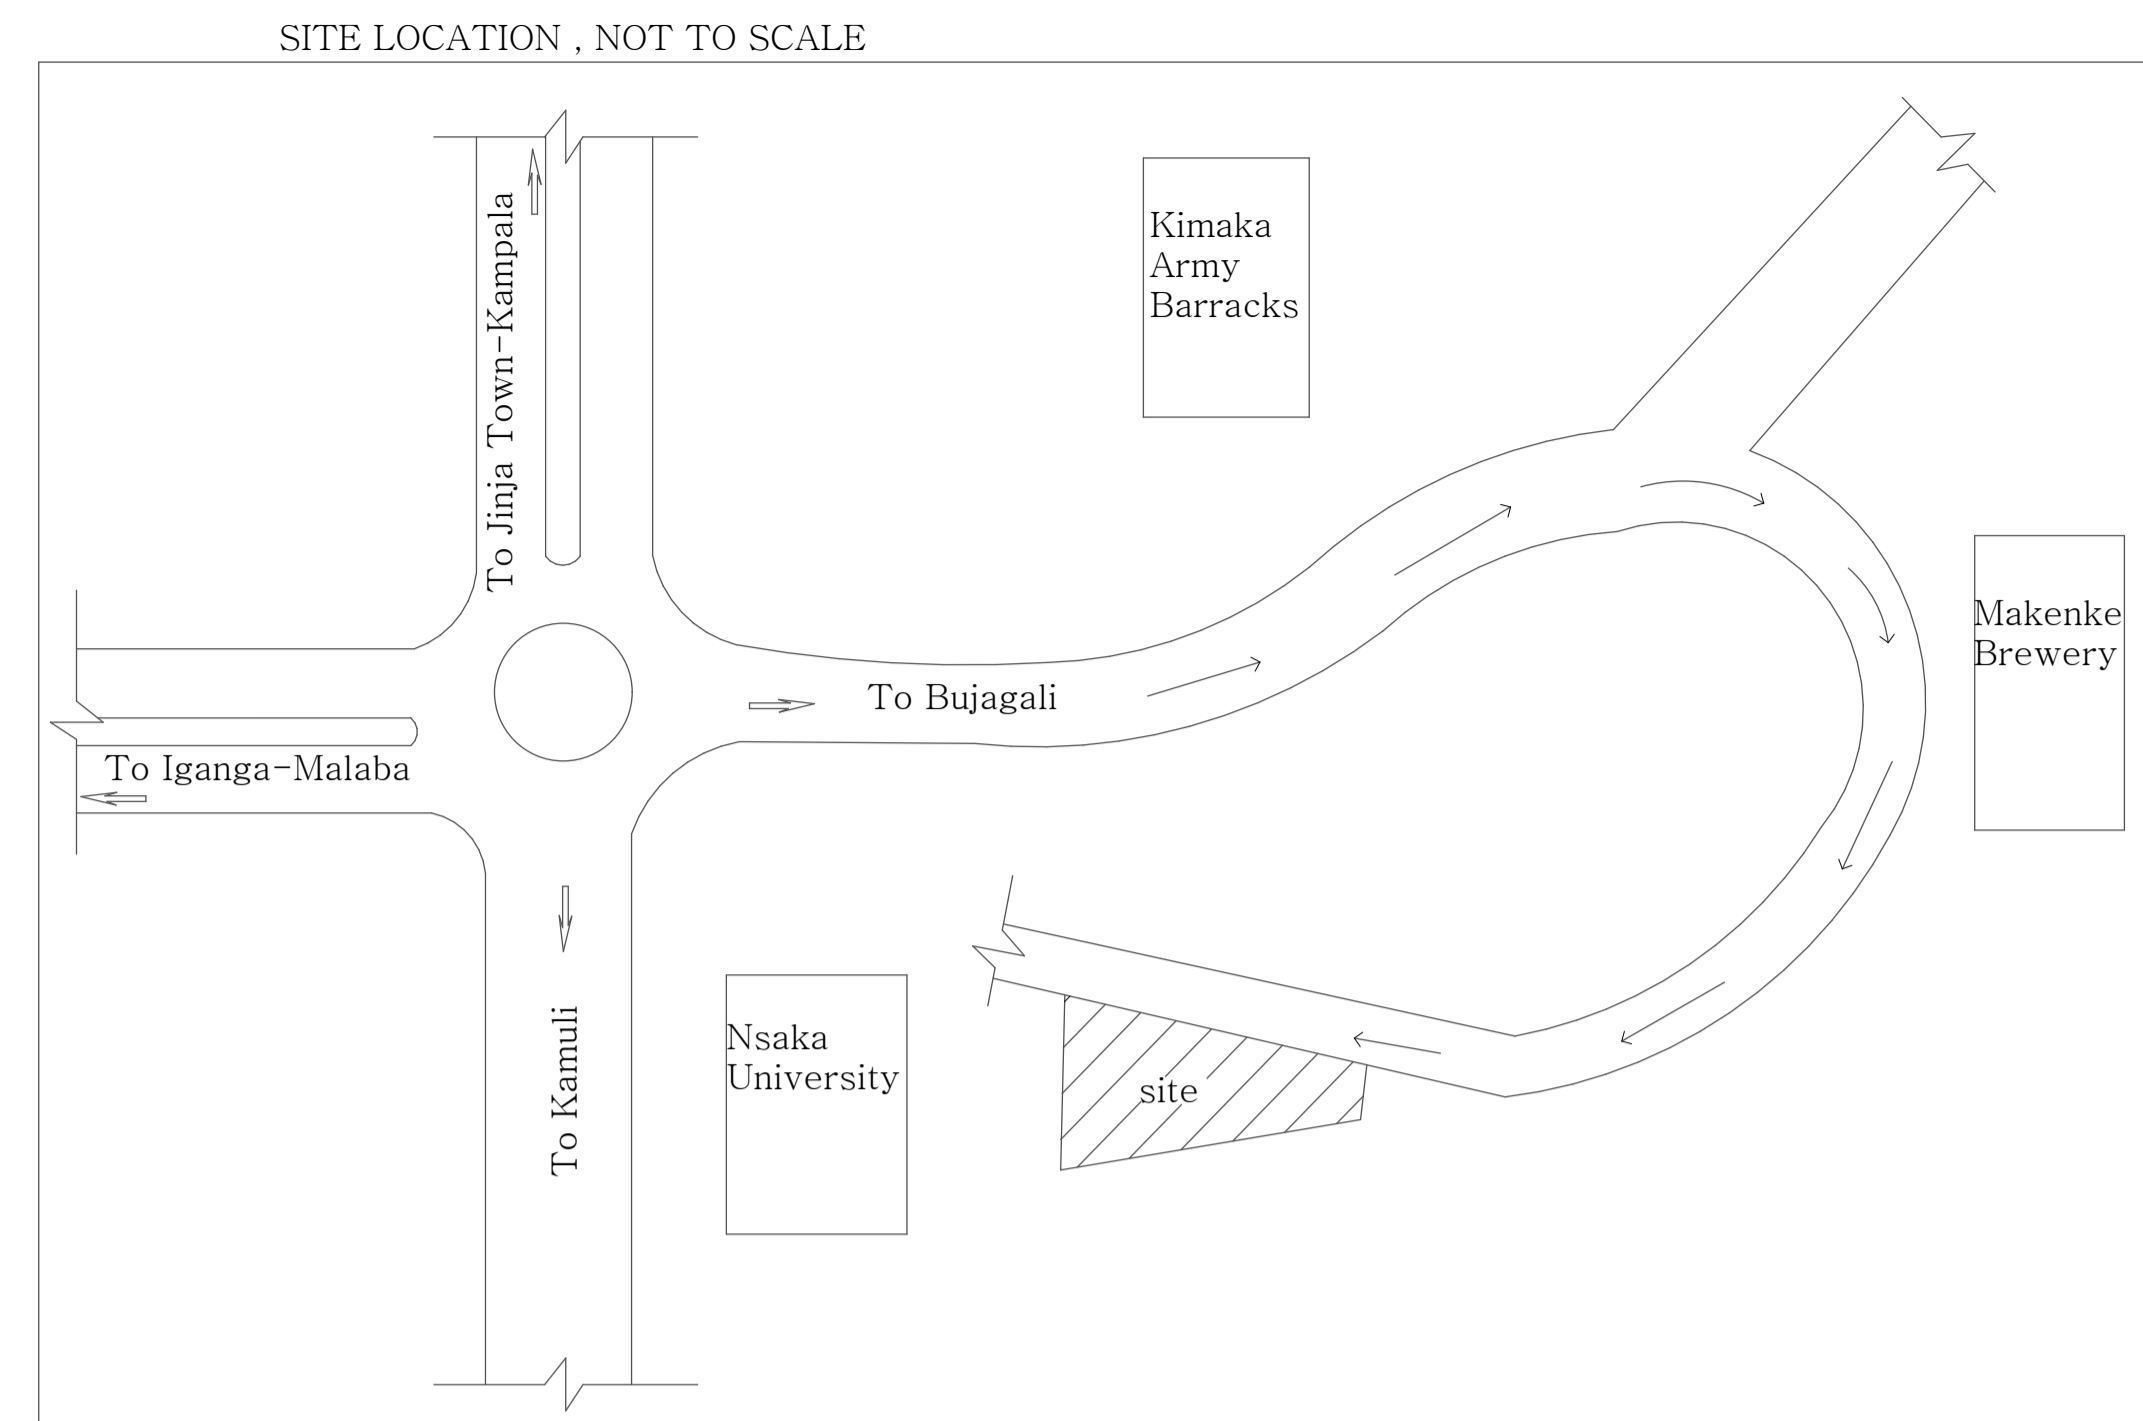 SITE LOCATION , NOT TO SCALE
To Jinja Town-Kampala
Kimaka
Army
Barracks
Makenke
Brewery
To Bujagali
To Iganga-Malaba
To Kamuli
Nsaka
University
site